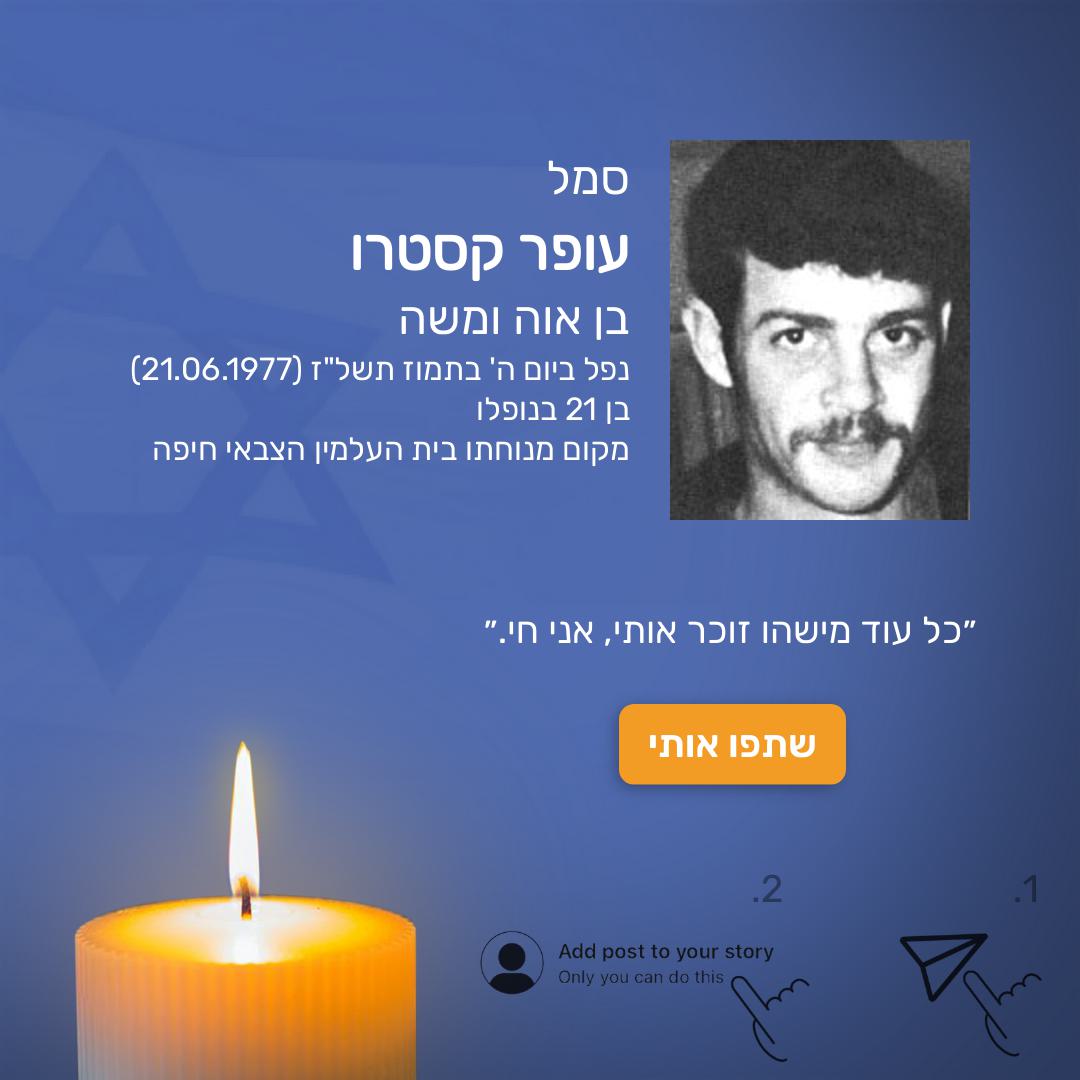 סמל
עופר קסטרו
בן אוה ומשה
נפל ביום ה' בתמוז תשל"ז (21.06.1977)
בן 21 בנופלו
מקום מנוחתו בית העלמין הצבאי חיפה
״כל עוד מישהו זוכר אותי, אני חי.״
שתפו אותי
1.
2.
Add post to your story
Only you can do this